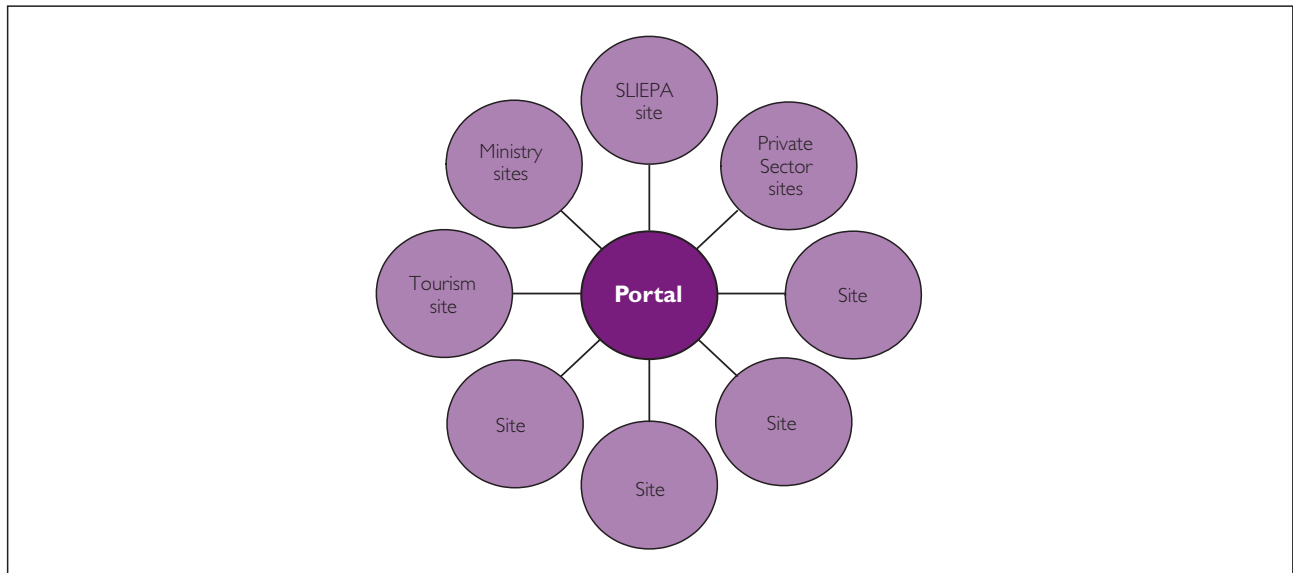 SLIEPA
site
Ministry
sites
Private
Sector
sites
Tourism
site
Portal
Site
Site
Site
Site